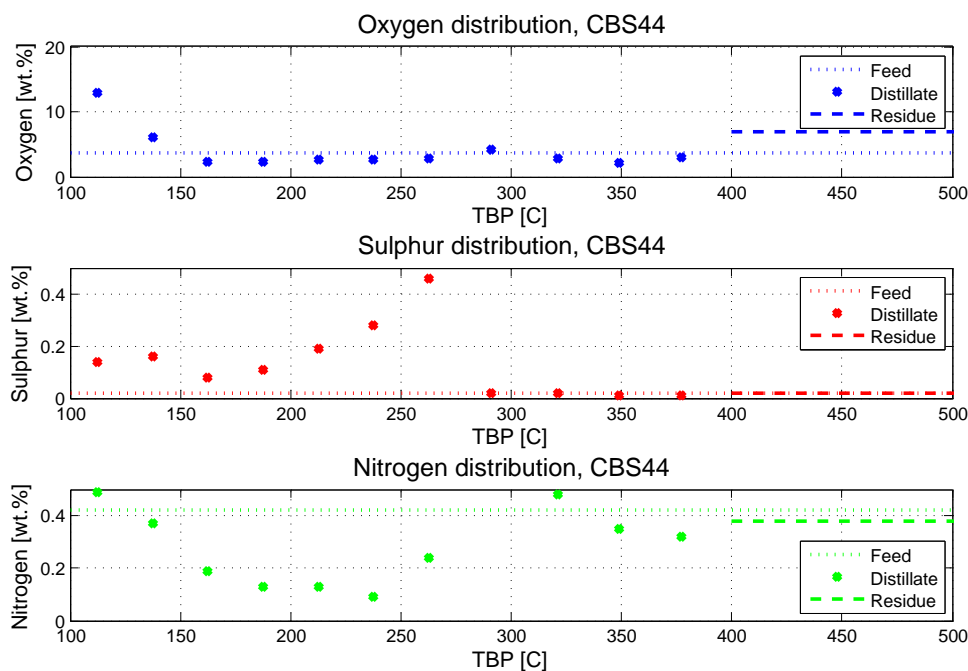 Oxygen distribution, CBS44
Oxygen [wt.%]
20
10
0
100 150 200 250 300 350 400 450 500
TBP [C]
Feed
Distillate
Residue
Sulphur distribution, CBS44
Sulphur [wt.%]
0.4
0.2
0
100 150 200 250 300 350 400 450 500
TBP [C]
Feed
Distillate
Residue
Nitrogen distribution, CBS44
Nitrogen [wt.%]
0.4
0.2
0
100 150 200 250 300 350 400 450 500
TBP [C]
Feed
Distillate
Residue